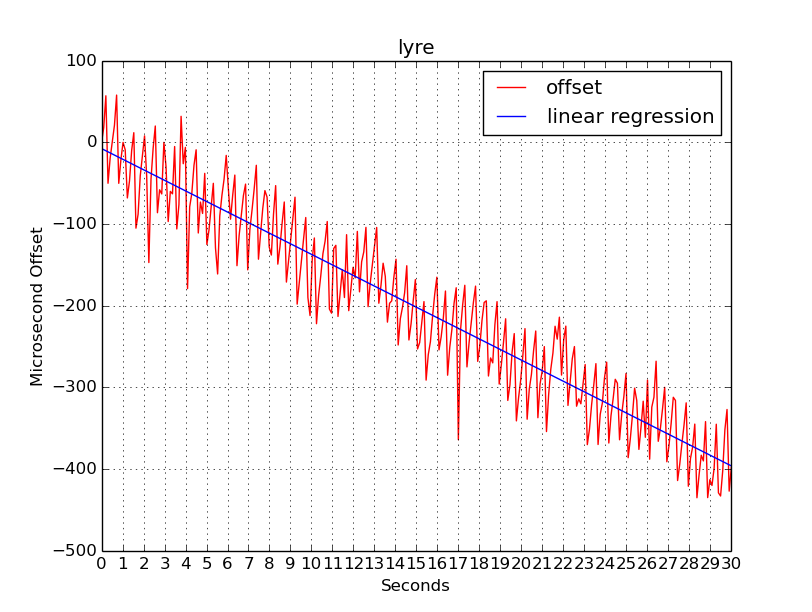 lyre
100
0
−100
−200
−300
−400
−500
Microsecond Offset
offset
linear regression
0 1 2 3 4 5 6 7 8 9 10 11 12 13 14 15 16 17 18 19 20 21 22 23 24 25 26 27 28 29 30
Seconds